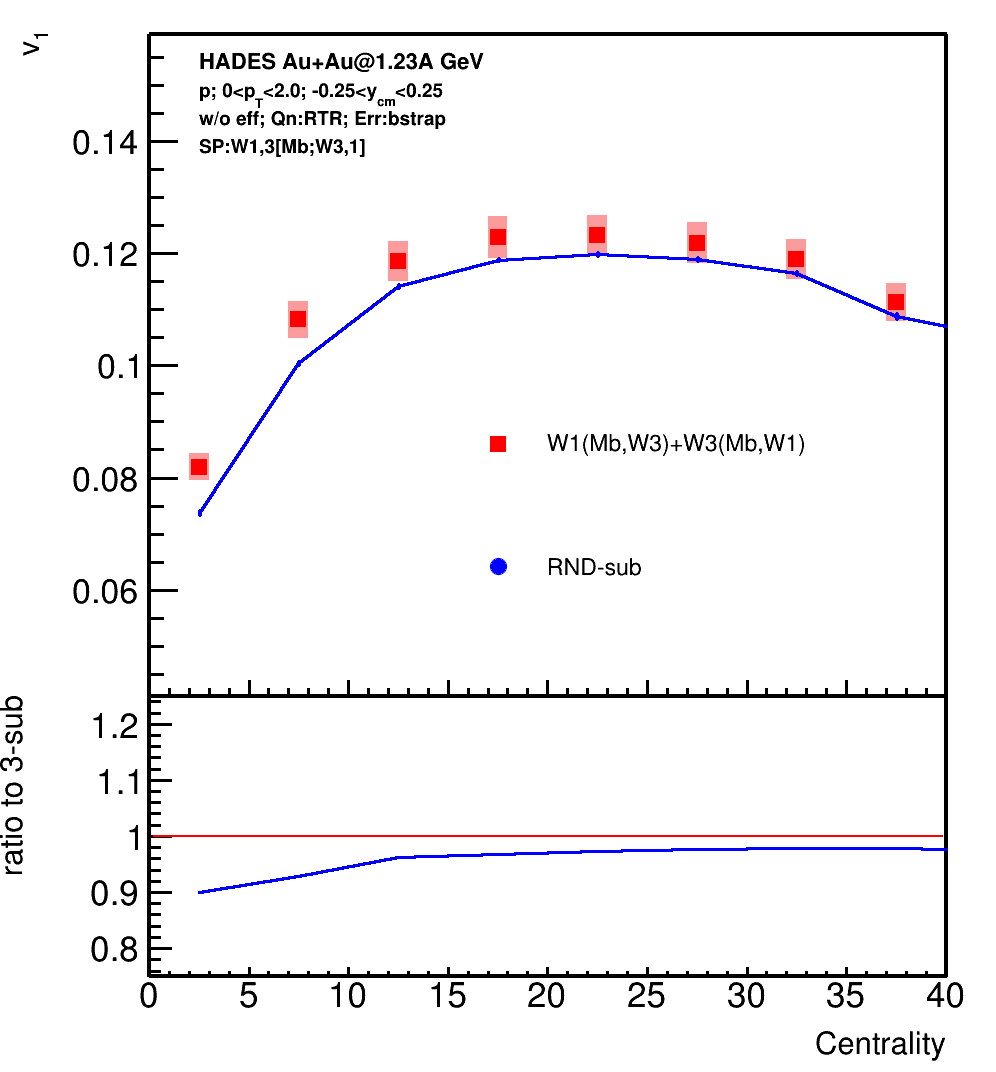 v1
HADES Au+Au@1.23A GeV
p; 0<pT<2.0; -0.25<ycm<0.25
w/o eff; Qn:RTR; Err:bstrap
SP:W1,3[Mb;W3,1]
0.14
0.12
0.1
0.08
0.06
W1(Mb,W3)+W3(Mb,W1)
RND-sub
ratio to 3-sub
1.2
1.1
1
0.9
0.8
0 5 10 15 20 25 30 35 40
Centrality